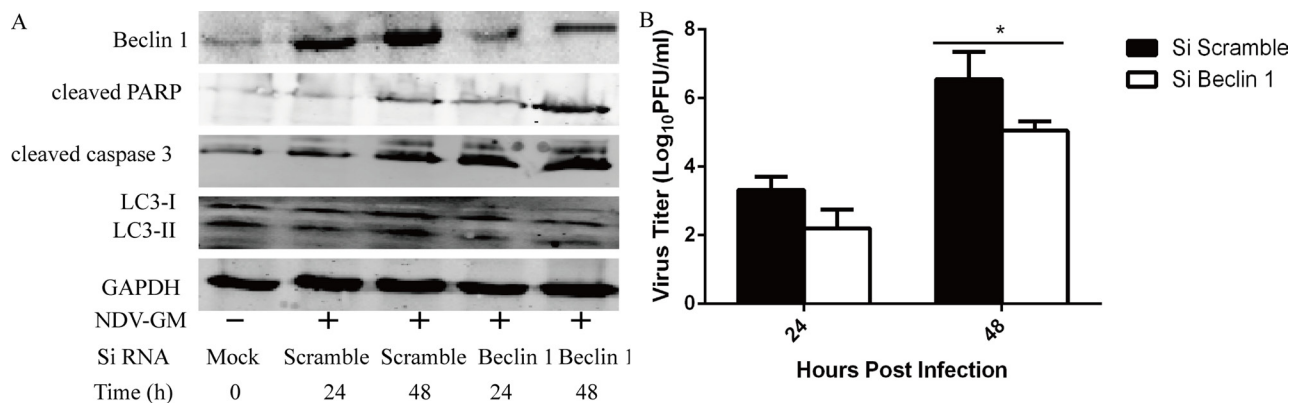 A
Beclin 1
cleaved PARP
cleaved caspase 3
LC3-I
LC3-II
GAPDH
NDV-GM − + + + +
Si RNA Mock Scramble Scramble Beclin 1 Beclin 1
Time (h) 0 24 48 24 48
B
Virus Titer (Log10PFU/ml)
8
6
4
2
0
*
Si Scramble
Si Beclin 1
24 48
Hours Post Infection